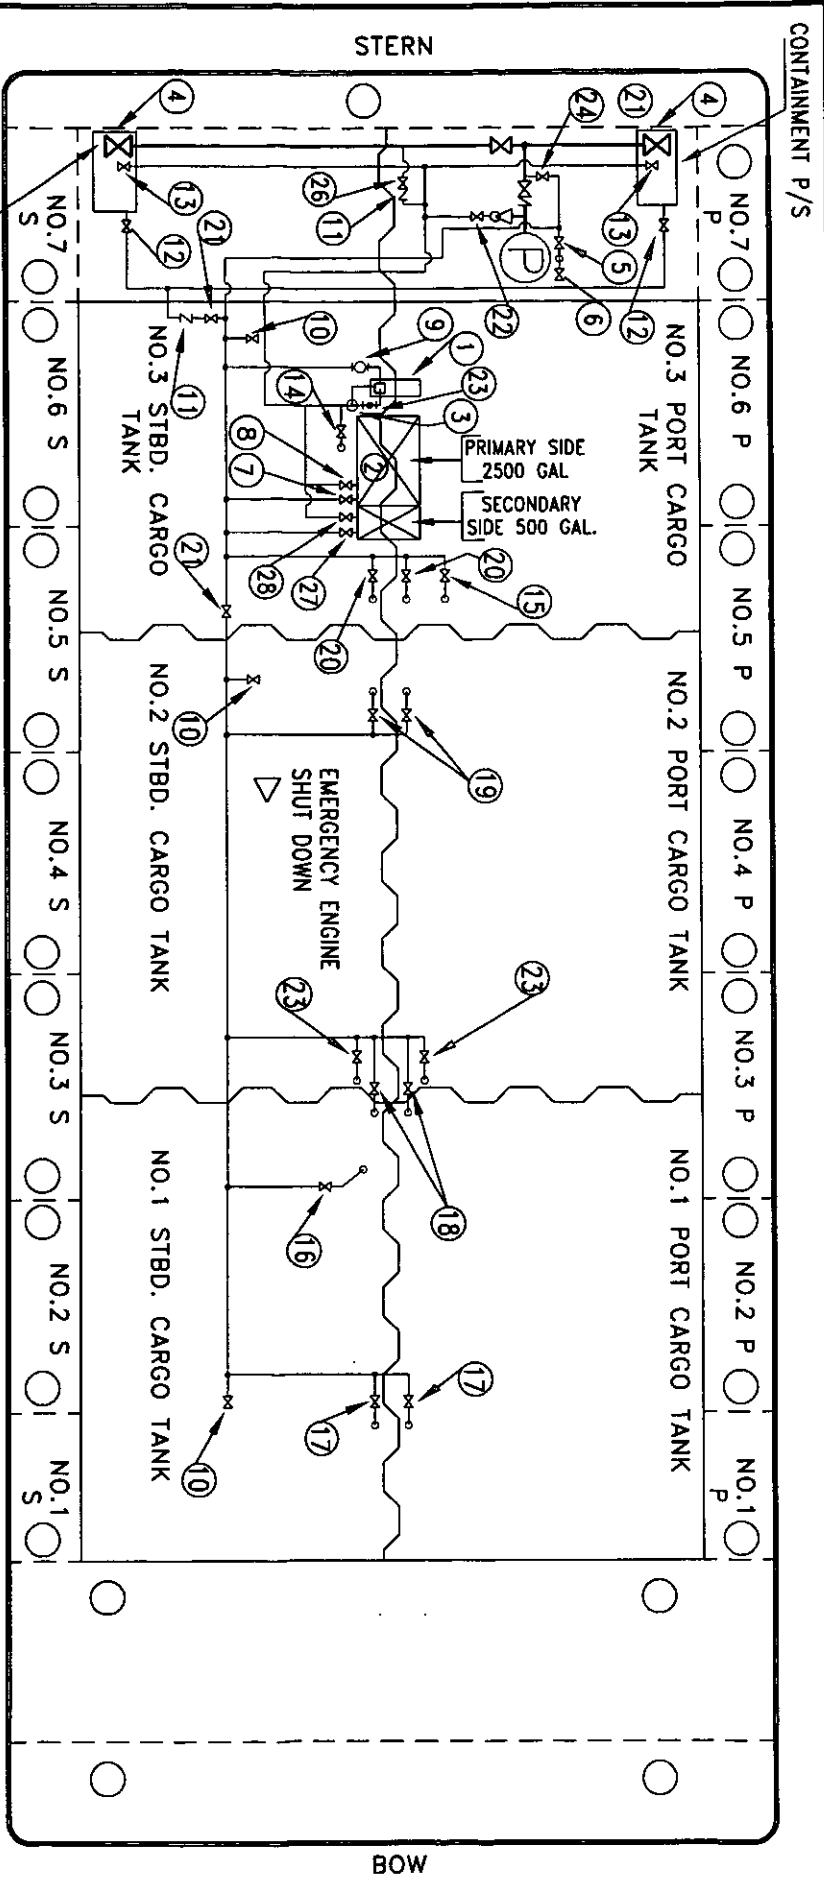 STERN
CONTAINMENT P/S
4
21
24
4
13
12
21
26
11
22
P
5
6
13
12
NO.7
S
NO.7
P
11
10
14
9
1
23
3
8
7
2
28
27
PRIMARY SIDE
2500 GAL
SECONDARY
SIDE 500 GAL.
NO.3 STBD. CARGO
TANK
NO.3 PORT CARGO
TANK
NO.6 S
NO.6 P
21
20
20
15
NO.5 S
NO.5 P
10
19
NO.2 STBD. CARGO TANK
NO.2 PORT CARGO TANK
EMERGENCY ENGINE
SHUT DOWN
NO.4 S
NO.4 P
23
23
18
NO.3 S
NO.3 P
16
NO.1 STBD. CARGO TANK
NO.1 PORT CARGO TANK
NO.2 S
NO.2 P
17
17
10
NO.1
S
NO.1
P
BOW